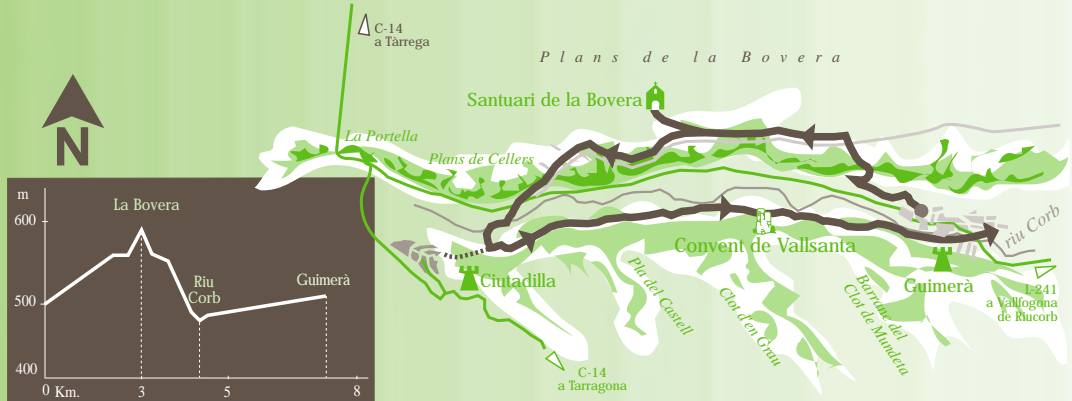 C-14
a Tàrrega
Plans de la Bovera
Santuari de la Bovera
La Portella
Plans de Cellers
N
m
600
500
400
La Bovera
Riu
Corb
Guimerà
0 Km.
3
5
8
riu Corb
Convent de Vallsanta
Ciutadilla
Guimerà
Pla del Castell
Clot d'en Grau
Barranc del
Clot de Mundeta
L-241
a Vallfogona
de Riucorb
C-14
a Tarragona